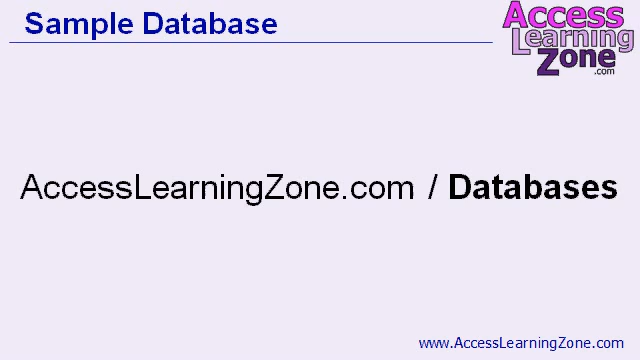 Sample Database
Access
Learning
Zone
.com
AccessLearningZone.com / Databases
www.AccessLearningZone.com